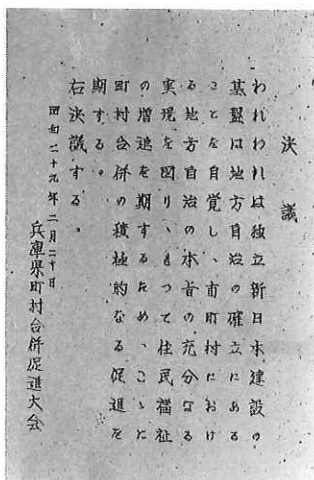 決議
われわれは独立新日本建設の
基盤は地方自治の確立にある
ことを自覚し、市町村におけ
る地方自治の本旨の充分なる
実現を図り、もつて住民福祉
の増進を期するため、こゝに
町村合併の積極的なる促進を
期する。
右決議する。
昭和二十九年二月二十日
兵庫県町村合併促進大会